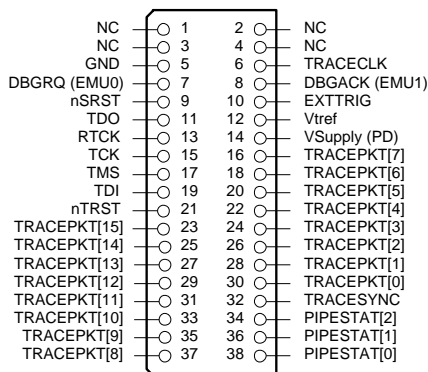 NC 1 2 NC
NC 3 4 NC
GND 5 6 TRACECLK
DBGRQ (EMU0) 7 8 DBGACK (EMU1)
nSRST 9 10 EXTTRIG
TDO 11 12 Vtref
RTCK 13 14 VSupply (PD)
TCK 15 16 TRACEPKT[7]
TMS 17 18 TRACEPKT[6]
TDI 19 20 TRACEPKT[5]
nTRST 21 22 TRACEPKT[4]
TRACEPKT[15] 23 24 TRACEPKT[3]
TRACEPKT[14] 25 26 TRACEPKT[2]
TRACEPKT[13] 27 28 TRACEPKT[1]
TRACEPKT[12] 29 30 TRACEPKT[0]
TRACEPKT[11] 31 32 TRACESYNC
TRACEPKT[10] 33 34 PIPESTAT[2]
TRACEPKT[9] 35 36 PIPESTAT[1]
TRACEPKT[8] 37 38 PIPESTAT[0]